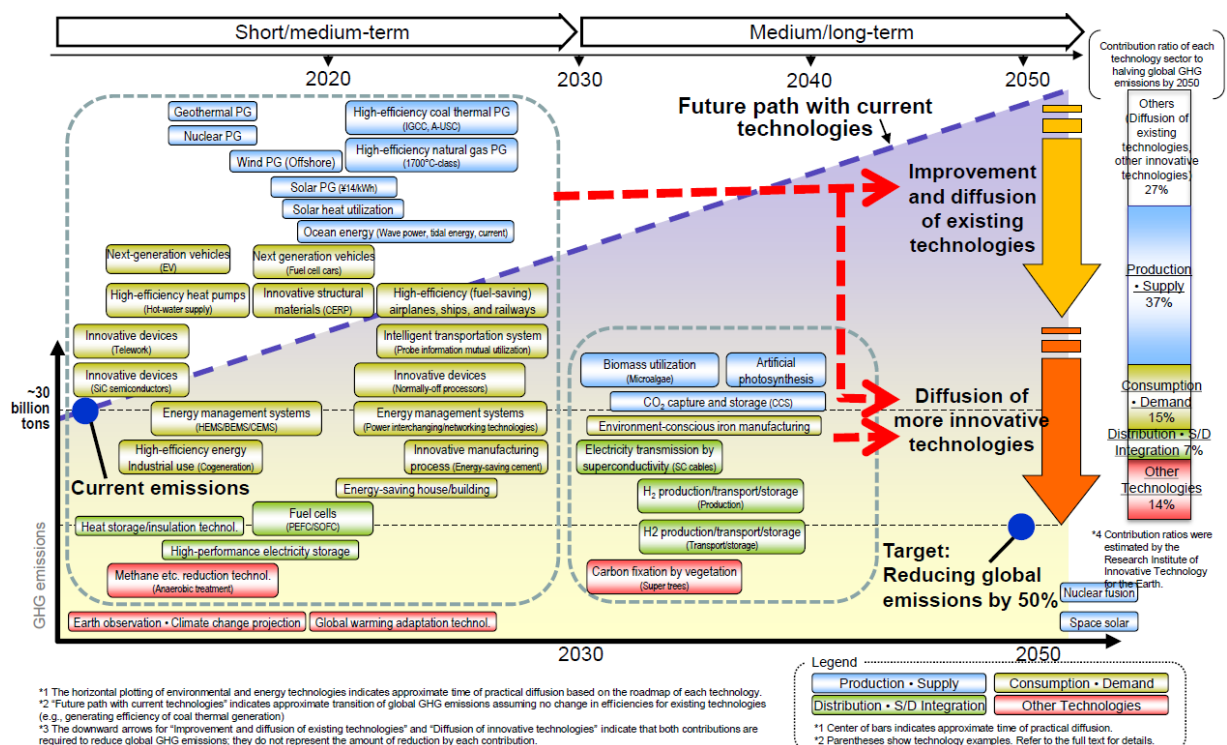 Short/medium-term
Medium/long-term
2020
2030
2040
2050
Contribution ratio of each
technology sector to
halving global GHG
emissions by 2050
Geothermal PG
High-efficiency coal thermal PG
(IGCC, A-USC)
Nuclear PG
Wind PG (Offshore)
High-efficiency natural gas PG
(1700°C-class)
Solar PG (¥14/kWh)
Solar heat utilization
Ocean energy (Wave power, tidal energy, current)
Next-generation vehicles
(EV)
Next generation vehicles
(Fuel cell cars)
High-efficiency heat pumps
(Hot-water supply)
Innovative structural
materials (CERP)
High-efficiency (fuel-saving)
airplanes, ships, and railways
Innovative devices
(Telework)
Intelligent transportation system
(Probe information mutual utilization)
Innovative devices
(SiC semiconductors)
Innovative devices
(Normally-off processors)
Energy management systems
(HEMS/BEMS/CEMS)
Energy management systems
(Power interchanging/networking technologies)
High-efficiency energy
Industrial use (Cogeneration)
Innovative manufacturing
process (Energy-saving cement)
Energy-saving house/building
Heat storage/insulation technol.
Fuel cells
(PEFC/SOFC)
High-performance electricity storage
Methane etc. reduction technol.
(Anaerobic treatment)
Earth observation • Climate change projection
Global warming adaptation technol.
~30
billion
tons
Current emissions
GHG emissions
Future path with current
technologies
Improvement
and diffusion
of existing
technologies
Biomass utilization
(Microalgae)
Artificial
photosynthesis
CO2 capture and storage (CCS)
Environment-conscious iron manufacturing
Electricity transmission by
superconductivity (SC cables)
H2 production/transport/storage
(Production)
H2 production/transport/storage
(Transport/storage)
Carbon fixation by vegetation
(Super trees)
Diffusion of
more innovative
technologies
Target:
Reducing global
emissions by 50%
Others
(Diffusion of
existing
technologies,
other innovative
technologies)
27%
Production
• Supply
37%
Consumption
• Demand
15%
Distribution • S/D
Integration 7%
Other
Technologies
14%
*4 Contribution ratios were
estimated by the
Research Institute of
Innovative Technology
for the Earth.
Nuclear fusion
Space solar
2030
2050
*1 The horizontal plotting of environmental and energy technologies indicates approximate time of practical diffusion based on the roadmap of each technology.
*2 "Future path with current technologies" indicates approximate transition of global GHG emissions assuming no change in efficiencies for existing technologies
(e.g., generating efficiency of coal thermal generation)
*3 The downward arrows for "Improvement and diffusion of existing technologies" and "Diffusion of innovative technologies" indicate that both contributions are
required to reduce global GHG emissions; they do not represent the amount of reduction by each contribution.
Legend
Production • Supply
Consumption • Demand
Distribution • S/D Integration
Other Technologies
*1 Center of bars indicates approximate time of practical diffusion.
*2 Parentheses show technology examples. Refer to the full text for details.